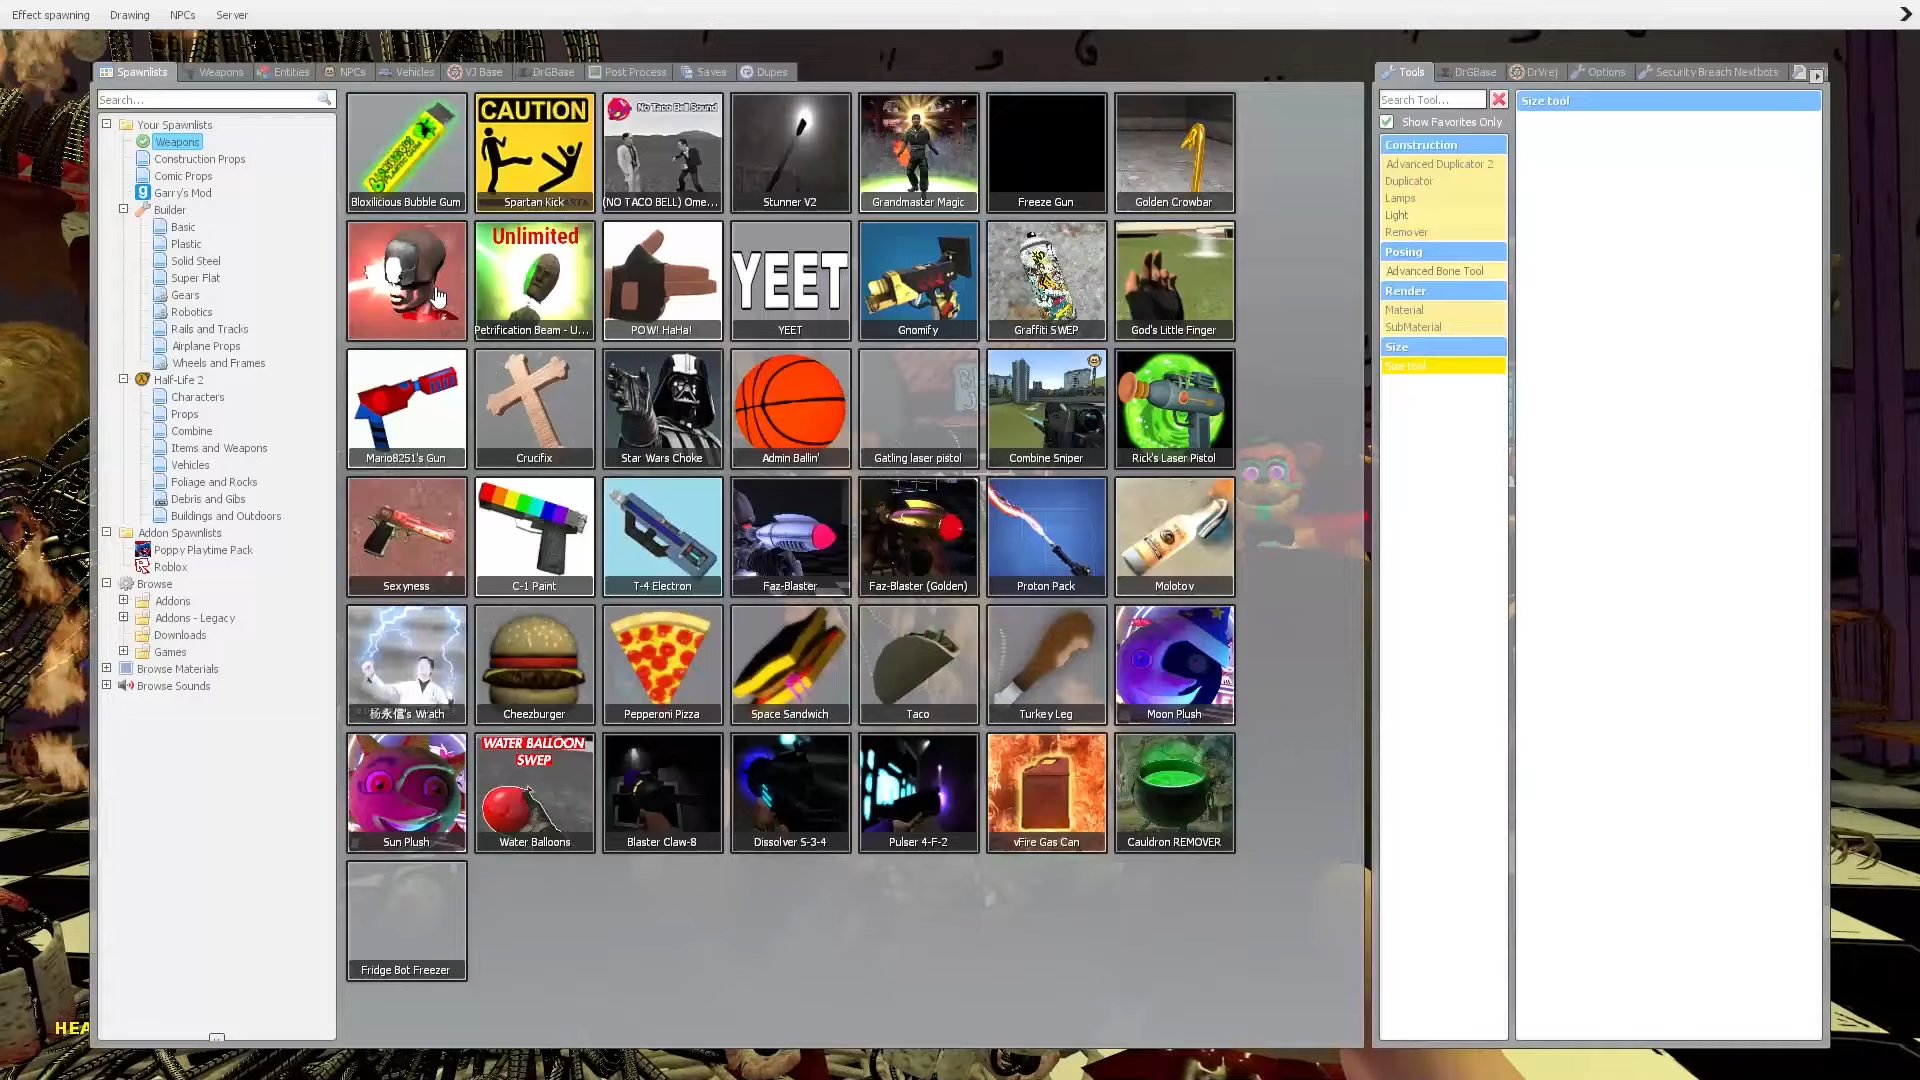 Effect spawning Drawing NPCs Server
Spawnlists Weapons Entities NPCs Vehicles VJ Base DrGBase Post Process Saves Dupes
Tools DrGBase DrVrej Options Security Breach Nextbots
Search...
Your Spawnlists
Weapons
Construction Props
Comic Props
Garry's Mod
Builder
Basic
Plastic
Solid Steel
Super Flat
Gears
Robotics
Rails and Tracks
Airplane Props
Wheels and Frames
Half-Life 2
Characters
Props
Combine
Items and Weapons
Vehicles
Foliage and Rocks
Debris and Gibs
Buildings and Outdoors
Addon Spawnlists
Poppy Playtime Pack
Roblox
Browse
Addons
Addons - Legacy
Downloads
Games
Browse Materials
Browse Sounds
CAUTION
No Taco Bell Sound
Bloxilicious Bubble Gum
Spartan Kick
(NO TACO BELL) Ome...
Stunner V2
Grandmaster Magic
Freeze Gun
Golden Crowbar
Unlimited
YEET
Petrification Beam - U...
POW! HaHa!
YEET
Gnomify
Graffiti SWEP
God's Little Finger
Mario8251's Gun
Crucifix
Star Wars Choke
Admin Ballin'
Gatling laser pistol
Combine Sniper
Rick's Laser Pistol
Sexyness
C-1 Paint
T-4 Electron
Faz-Blaster
Faz-Blaster (Golden)
Proton Pack
Molotov
杨永信's Wrath
Cheezburger
Pepperoni Pizza
Space Sandwich
Taco
Turkey Leg
Moon Plush
WATER BALLOON
SWEP
Sun Plush
Water Balloons
Blaster Claw-8
Dissolver S-3-4
Pulser 4-F-2
vFire Gas Can
Cauldron REMOVER
Fridge Bot Freezer
Search Tool...
Show Favorites Only
Construction
Advanced Duplicator 2
Duplicator
Lamps
Light
Remover
Posing
Advanced Bone Tool
Render
Material
SubMaterial
Size
Size tool
Size tool
HEA